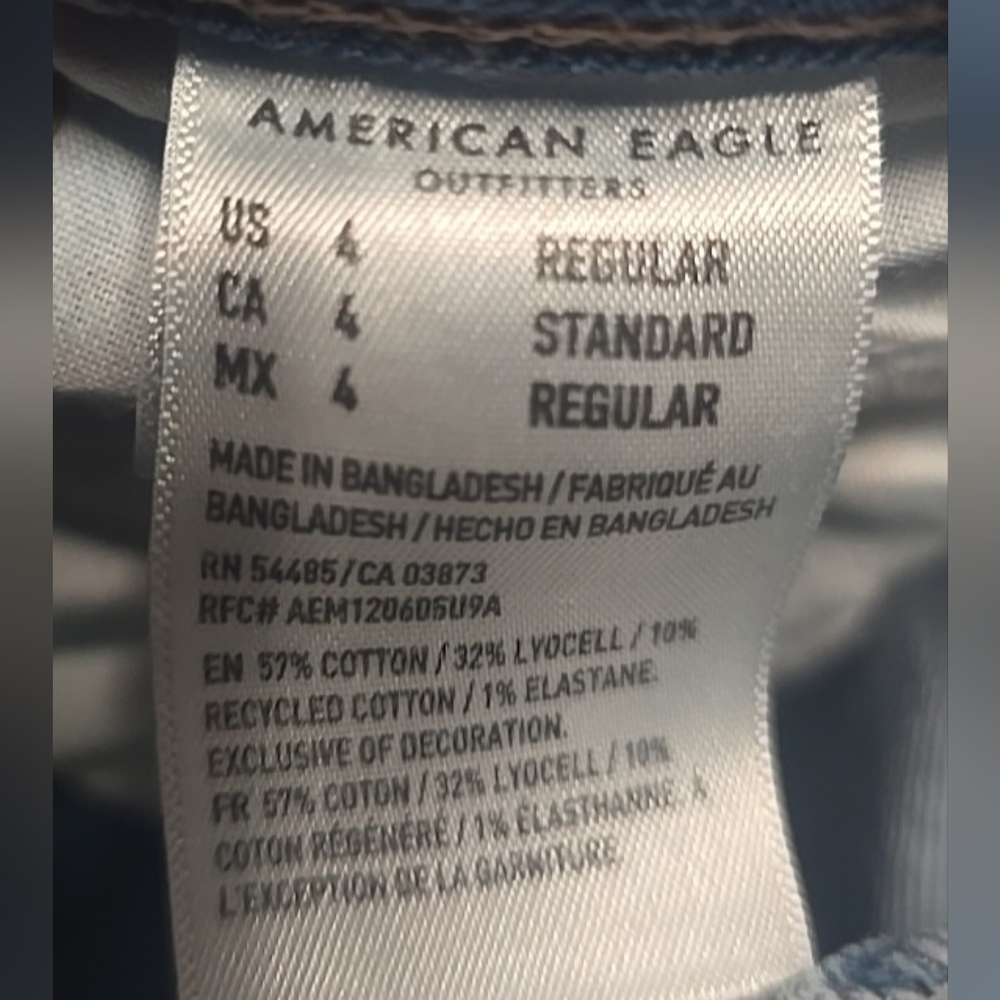 AMERICAN EAGLE
OUTFITTERS
US 4 REGULAR
CA 4 STANDARD
MX 4 REGULAR
MADE IN BANGLADESH / FABRIQUÉ AU
BANGLADESH / HECHO EN BANGLADESH
RN 54485/CA 03873
RFC# AEM120605U9A
EN 57% COTTON / 32% LYOCELL / 10%
RECYCLED COTTON / 1% ELASTANE.
EXCLUSIVE OF DECORATION.
FR 57% COTON / 32% LYOCELL / 10%
COTON RÉGÉNÉRÉ / 1% ÉLASTHANNE. À
L'EXCEPTION DE LA GARNITURE.